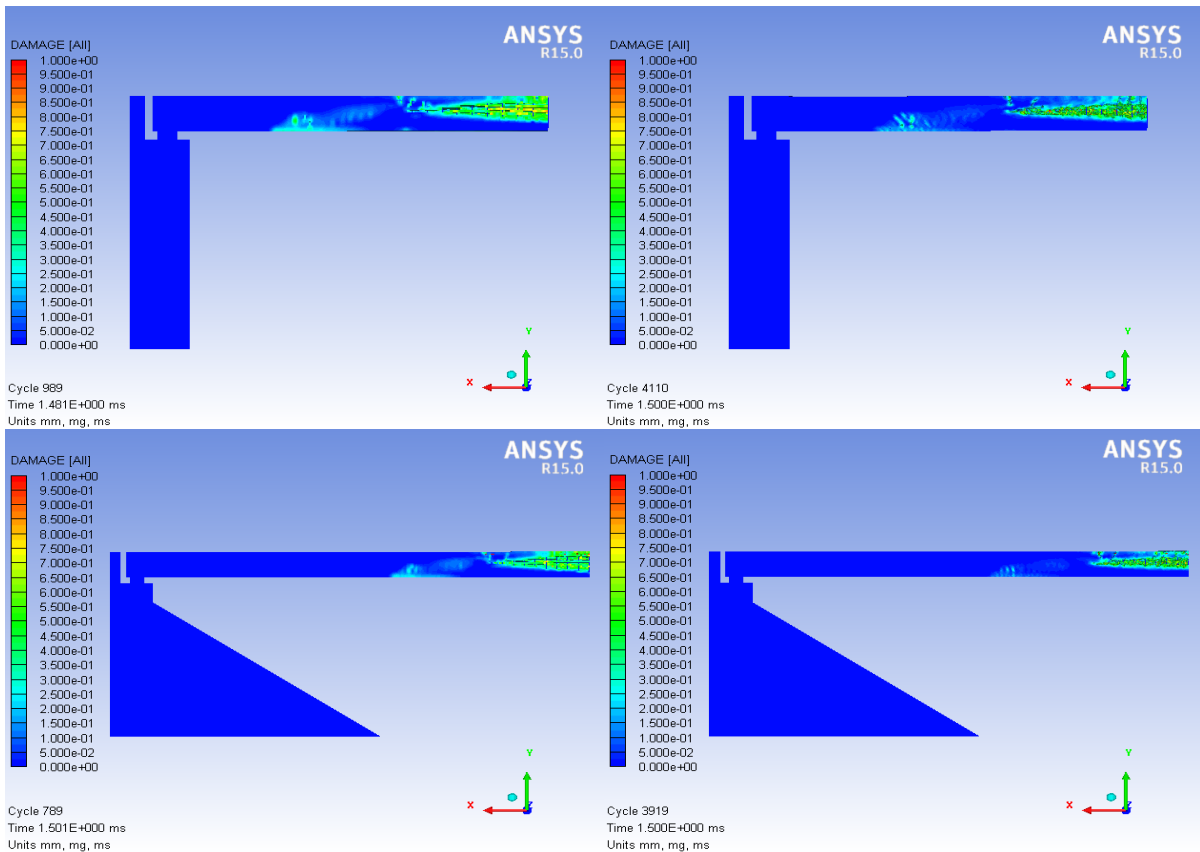 ANSYS
R15.0
DAMAGE [All]
1.000e+00
9.500e-01
9.000e-01
8.500e-01
8.000e-01
7.500e-01
7.000e-01
6.500e-01
6.000e-01
5.500e-01
5.000e-01
4.500e-01
4.000e-01
3.500e-01
3.000e-01
2.500e-01
2.000e-01
1.500e-01
1.000e-01
5.000e-02
0.000e+00
Y
X
Z
Cycle 989
Time 1.481E+000 ms
Units mm, mg, ms
ANSYS
R15.0
DAMAGE [All]
1.000e+00
9.500e-01
9.000e-01
8.500e-01
8.000e-01
7.500e-01
7.000e-01
6.500e-01
6.000e-01
5.500e-01
5.000e-01
4.500e-01
4.000e-01
3.500e-01
3.000e-01
2.500e-01
2.000e-01
1.500e-01
1.000e-01
5.000e-02
0.000e+00
Y
X
Z
Cycle 4110
Time 1.500E+000 ms
Units mm, mg, ms
ANSYS
R15.0
DAMAGE [All]
1.000e+00
9.500e-01
9.000e-01
8.500e-01
8.000e-01
7.500e-01
7.000e-01
6.500e-01
6.000e-01
5.500e-01
5.000e-01
4.500e-01
4.000e-01
3.500e-01
3.000e-01
2.500e-01
2.000e-01
1.500e-01
1.000e-01
5.000e-02
0.000e+00
Y
X
Z
Cycle 789
Time 1.501E+000 ms
Units mm, mg, ms
ANSYS
R15.0
DAMAGE [All]
1.000e+00
9.500e-01
9.000e-01
8.500e-01
8.000e-01
7.500e-01
7.000e-01
6.500e-01
6.000e-01
5.500e-01
5.000e-01
4.500e-01
4.000e-01
3.500e-01
3.000e-01
2.500e-01
2.000e-01
1.500e-01
1.000e-01
5.000e-02
0.000e+00
Y
X
Z
Cycle 3919
Time 1.500E+000 ms
Units mm, mg, ms